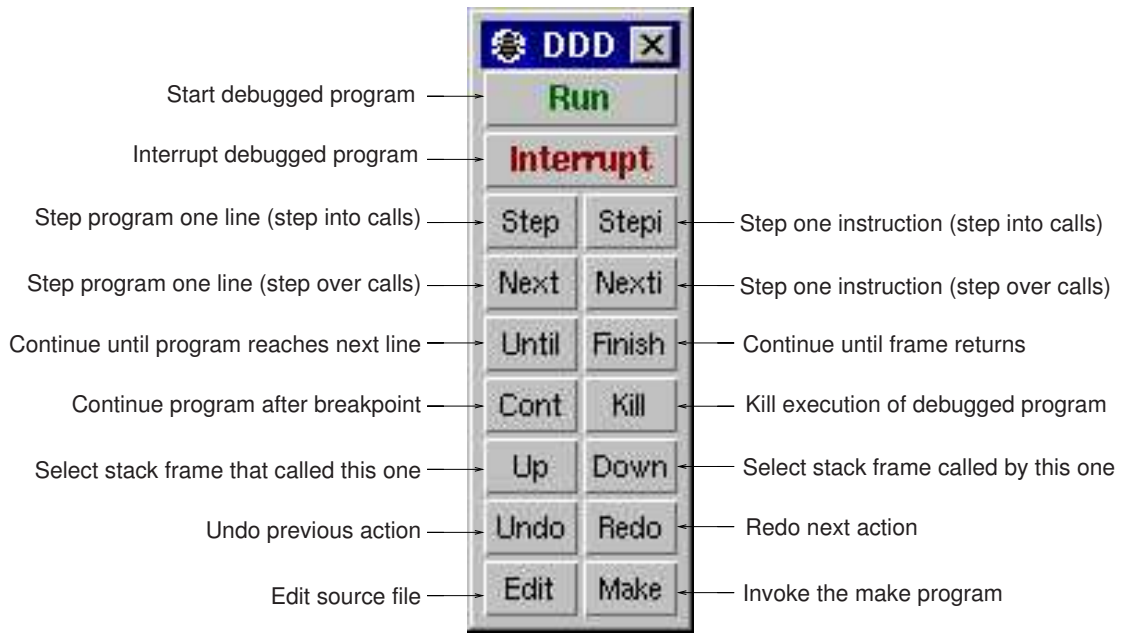 DDD
Start debugged program Run
Interrupt debugged program Interrupt
Step program one line (step into calls) Step Stepi Step one instruction (step into calls)
Step program one line (step over calls) Next Nexti Step one instruction (step over calls)
Continue until program reaches next line Until Finish Continue until frame returns
Continue program after breakpoint Cont Kill Kill execution of debugged program
Select stack frame that called this one Up Down Select stack frame called by this one
Undo previous action Undo Redo Redo next action
Edit source file Edit Make Invoke the make program